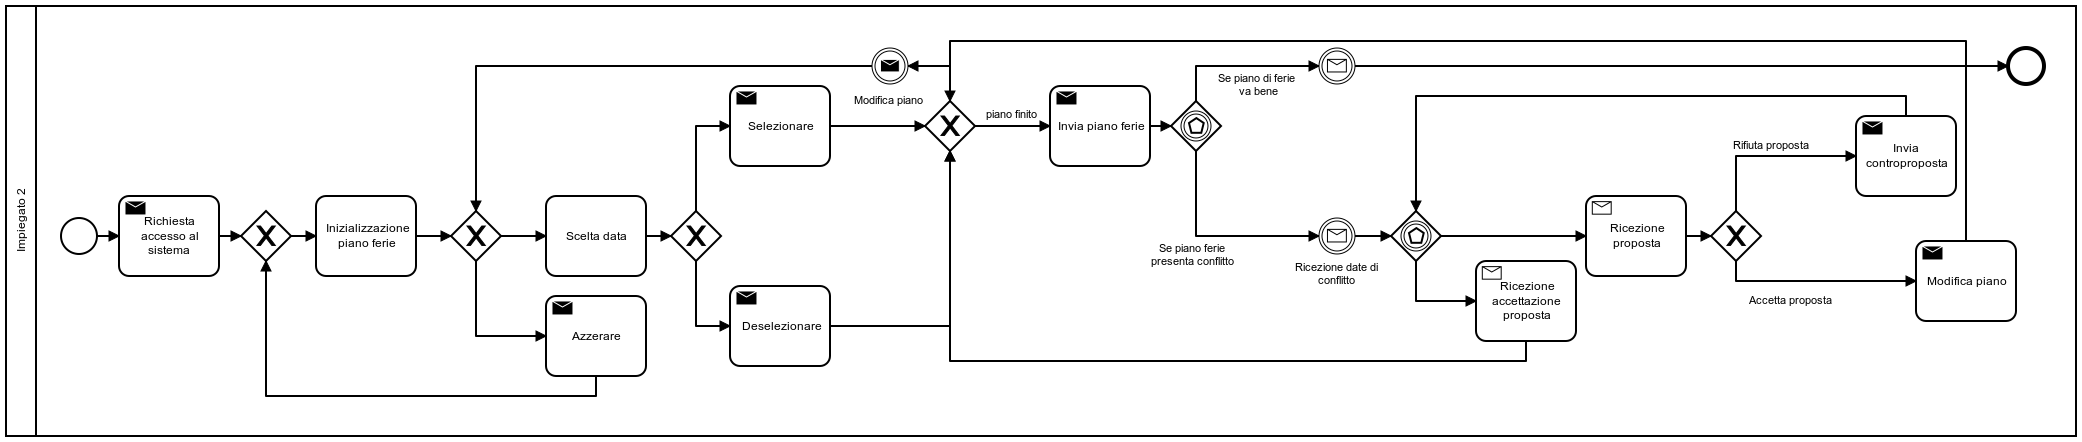 Impiegato 2
Richiesta
accesso al
sistema
Inizializzazione
piano ferie
Scelta data
Azzerare
Selezionare
Deselezionare
Modifica piano
piano finito
Invia piano ferie
Se piano di ferie
va bene
Se piano ferie
presenta conflitto
Ricezione date di
conflitto
Ricezione
accettazione
proposta
Ricezione
proposta
Rifiuta proposta
Accetta proposta
Invia
controproposta
Modifica piano